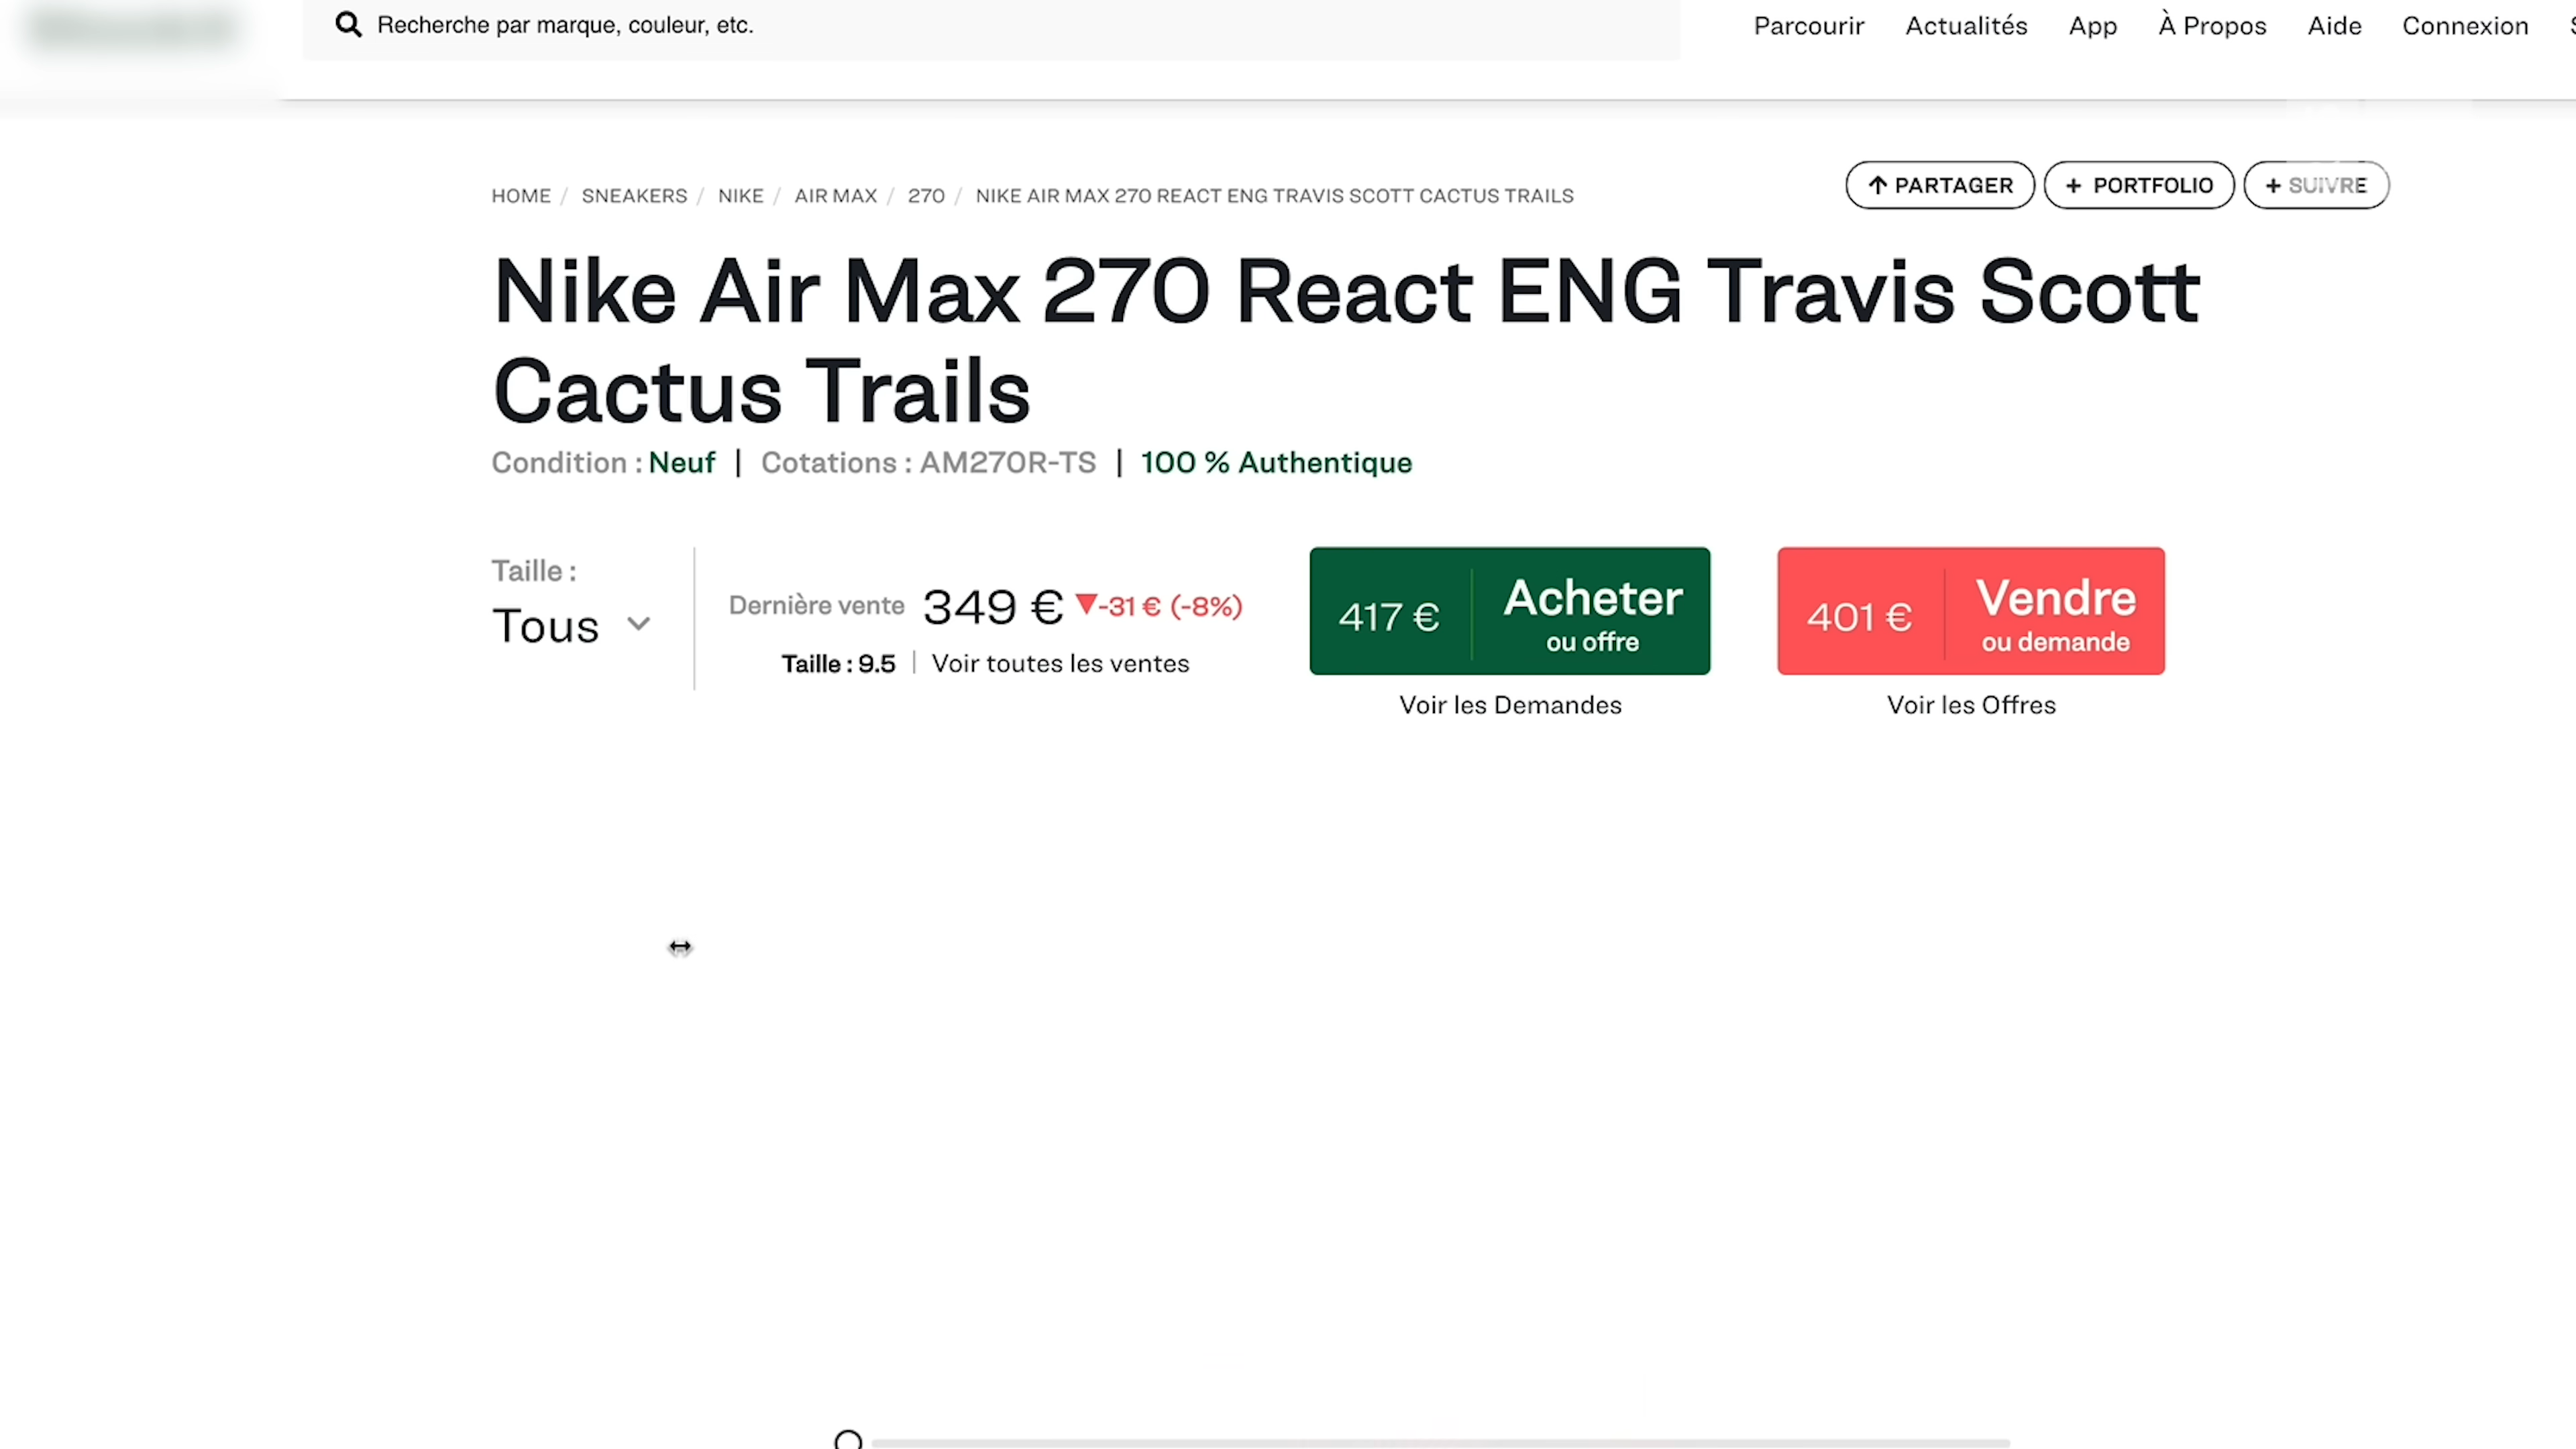 Recherche par marque, couleur, etc.
Parcourir Actualités App À Propos Aide Connexion
HOME / SNEAKERS / NIKE / AIR MAX / 270 / NIKE AIR MAX 270 REACT ENG TRAVIS SCOTT CACTUS TRAILS
PARTAGER + PORTFOLIO + SUIVRE
Nike Air Max 270 React ENG Travis Scott
Cactus Trails
Condition : Neuf | Cotations : AM270R-TS | 100 % Authentique
Taille :
Tous
Dernière vente 349 € ▼-31 € (-8%)
Taille : 9.5 | Voir toutes les ventes
417 € Acheter
ou offre
Voir les Demandes
401 € Vendre
ou demande
Voir les Offres